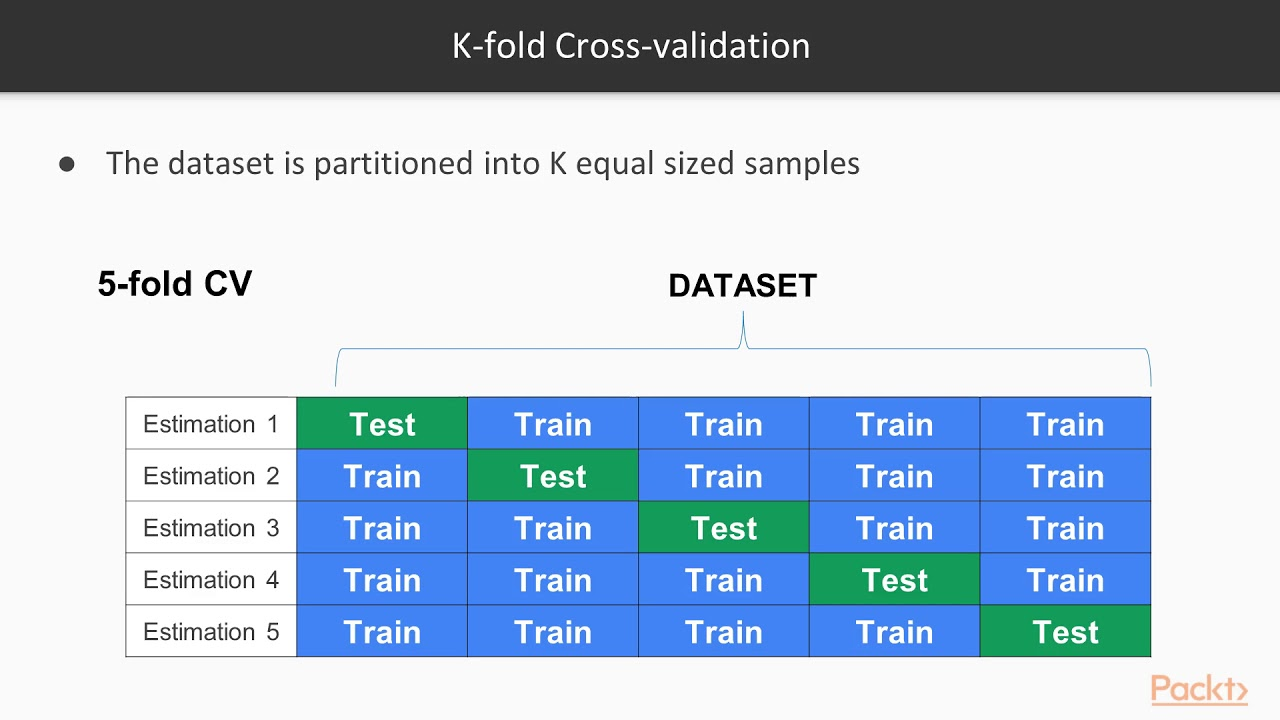 K-fold Cross-validation
● The dataset is partitioned into K equal sized samples
5-fold CV
DATASET
Estimation 1 Test Train Train Train Train
Estimation 2 Train Test Train Train Train
Estimation 3 Train Train Test Train Train
Estimation 4 Train Train Train Test Train
Estimation 5 Train Train Train Train Test
Packt>